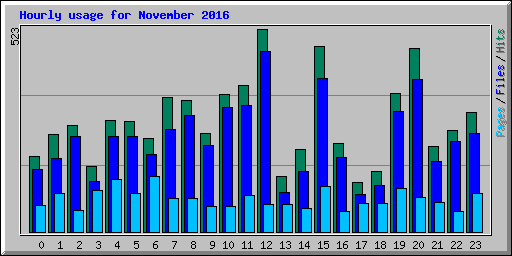 Hourly usage for November 2016
523
Pages/Files/Hits
0 1 2 3 4 5 6 7 8 9 10 11 12 13 14 15 16 17 18 19 20 21 22 23